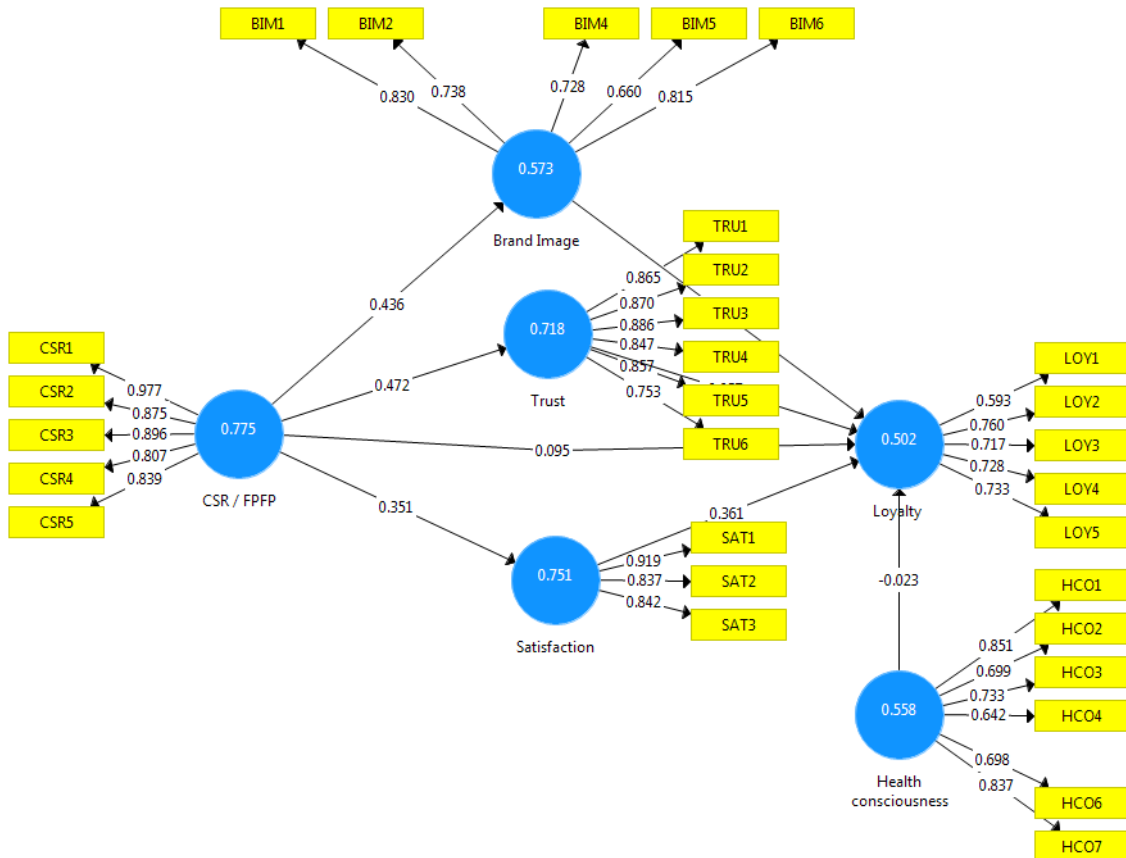 BIM1
BIM2
BIM4
BIM5
BIM6
0.830
0.738
0.728
0.660
0.815
0.573
Brand Image
TRU1
TRU2
TRU3
TRU4
TRU5
TRU6
0.865
0.870
0.886
0.847
0.857
0.753
0.718
Trust
0.436
0.472
0.095
0.351
CSR1
CSR2
CSR3
CSR4
CSR5
0.977
0.875
0.896
0.807
0.839
0.775
CSR / FPFP
LOY1
LOY2
LOY3
LOY4
LOY5
0.593
0.760
0.717
0.728
0.733
0.502
Loyalty
0.361
SAT1
SAT2
SAT3
0.919
0.837
0.842
0.751
Satisfaction
-0.023
HCO1
HCO2
HCO3
HCO4
HCO6
HCO7
0.851
0.699
0.733
0.642
0.698
0.837
0.558
Health
consciousness